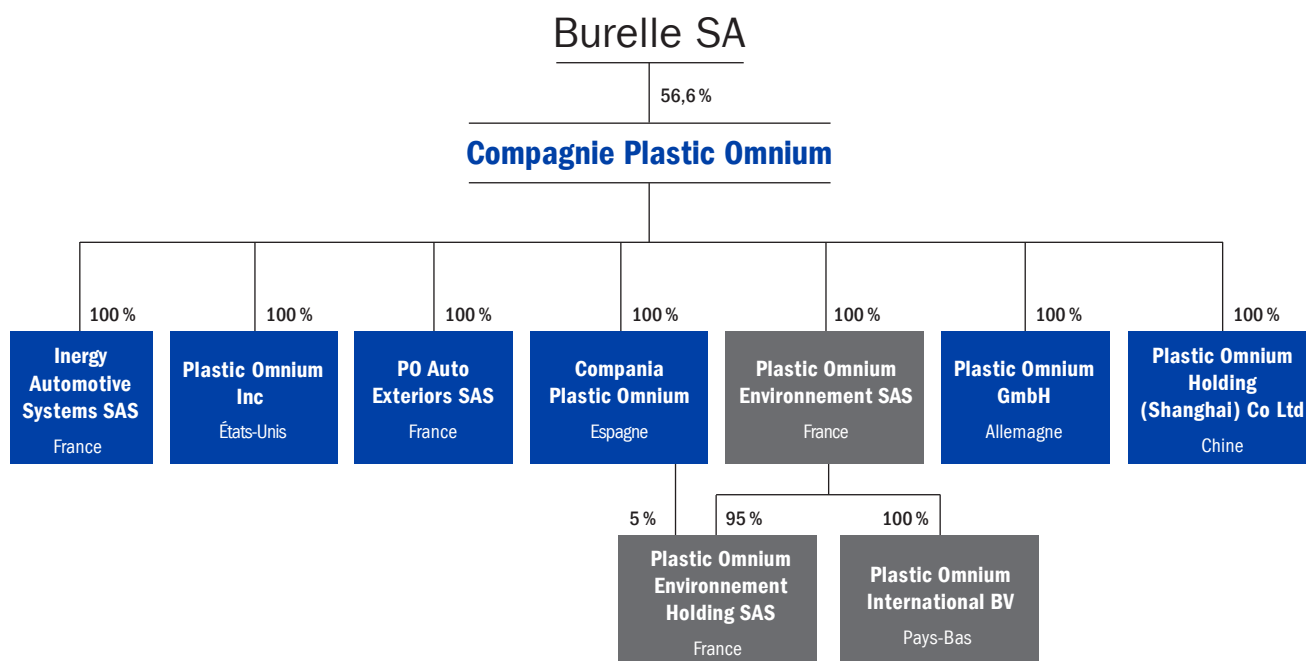 Burelle SA
56,6 %
Compagnie Plastic Omnium
100 %
100 %
100 %
100 %
100 %
100 %
100 %
Inergy
Automotive
Systems SAS
France
Plastic Omnium
Inc
États-Unis
PO Auto
Exteriors SAS
France
Compania
Plastic Omnium
Espagne
Plastic Omnium
Environnement SAS
France
Plastic Omnium
GmbH
Allemagne
Plastic Omnium
Holding
(Shanghai) Co Ltd
Chine
5 %
95 %
100 %
Plastic Omnium
Environnement
Holding SAS
France
Plastic Omnium
International BV
Pays-Bas